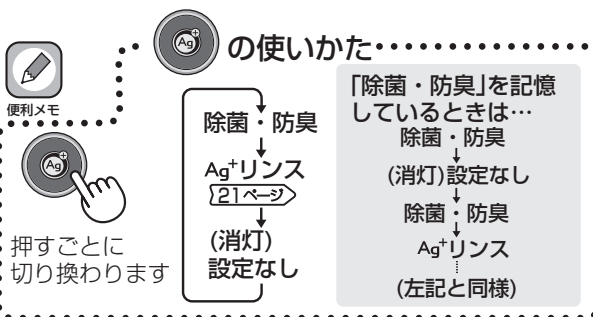 Ag+ の使いかた
便利メモ
Ag+
押すごとに
切り換わります
除菌・防臭
Ag+リンス
21ページ
(消灯)
設定なし
「除菌・防臭」を記憶
しているときは…
除菌・防臭
(消灯)設定なし
除菌・防臭
Ag+リンス
(左記と同様)